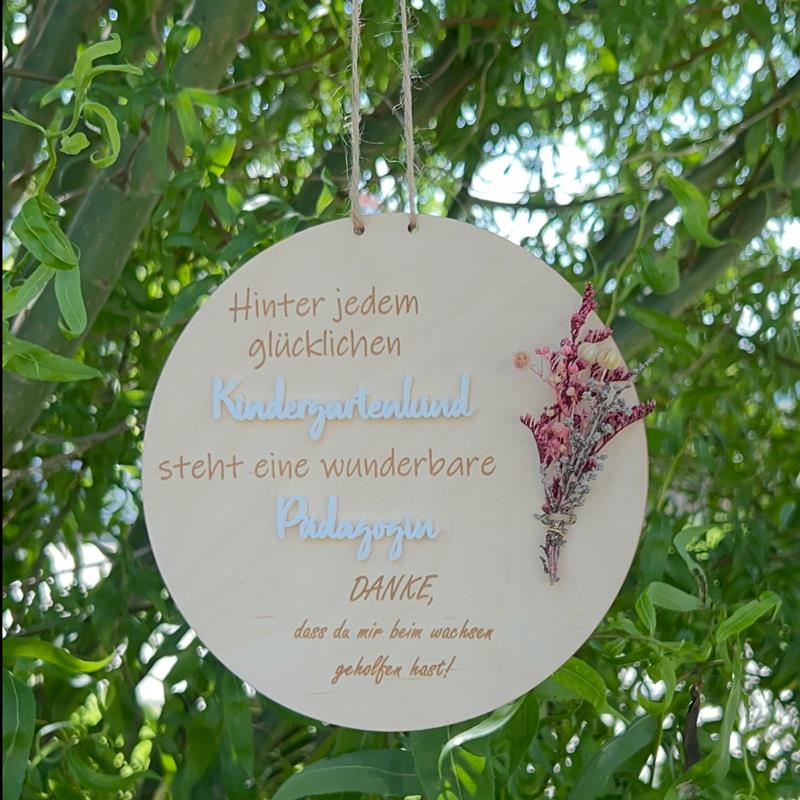 Hinter jedem
glücklichen
Kindergartenkind
steht eine wunderbare
Pädagogin
DANKE,
dass du mir beim wachsen
geholfen hast!